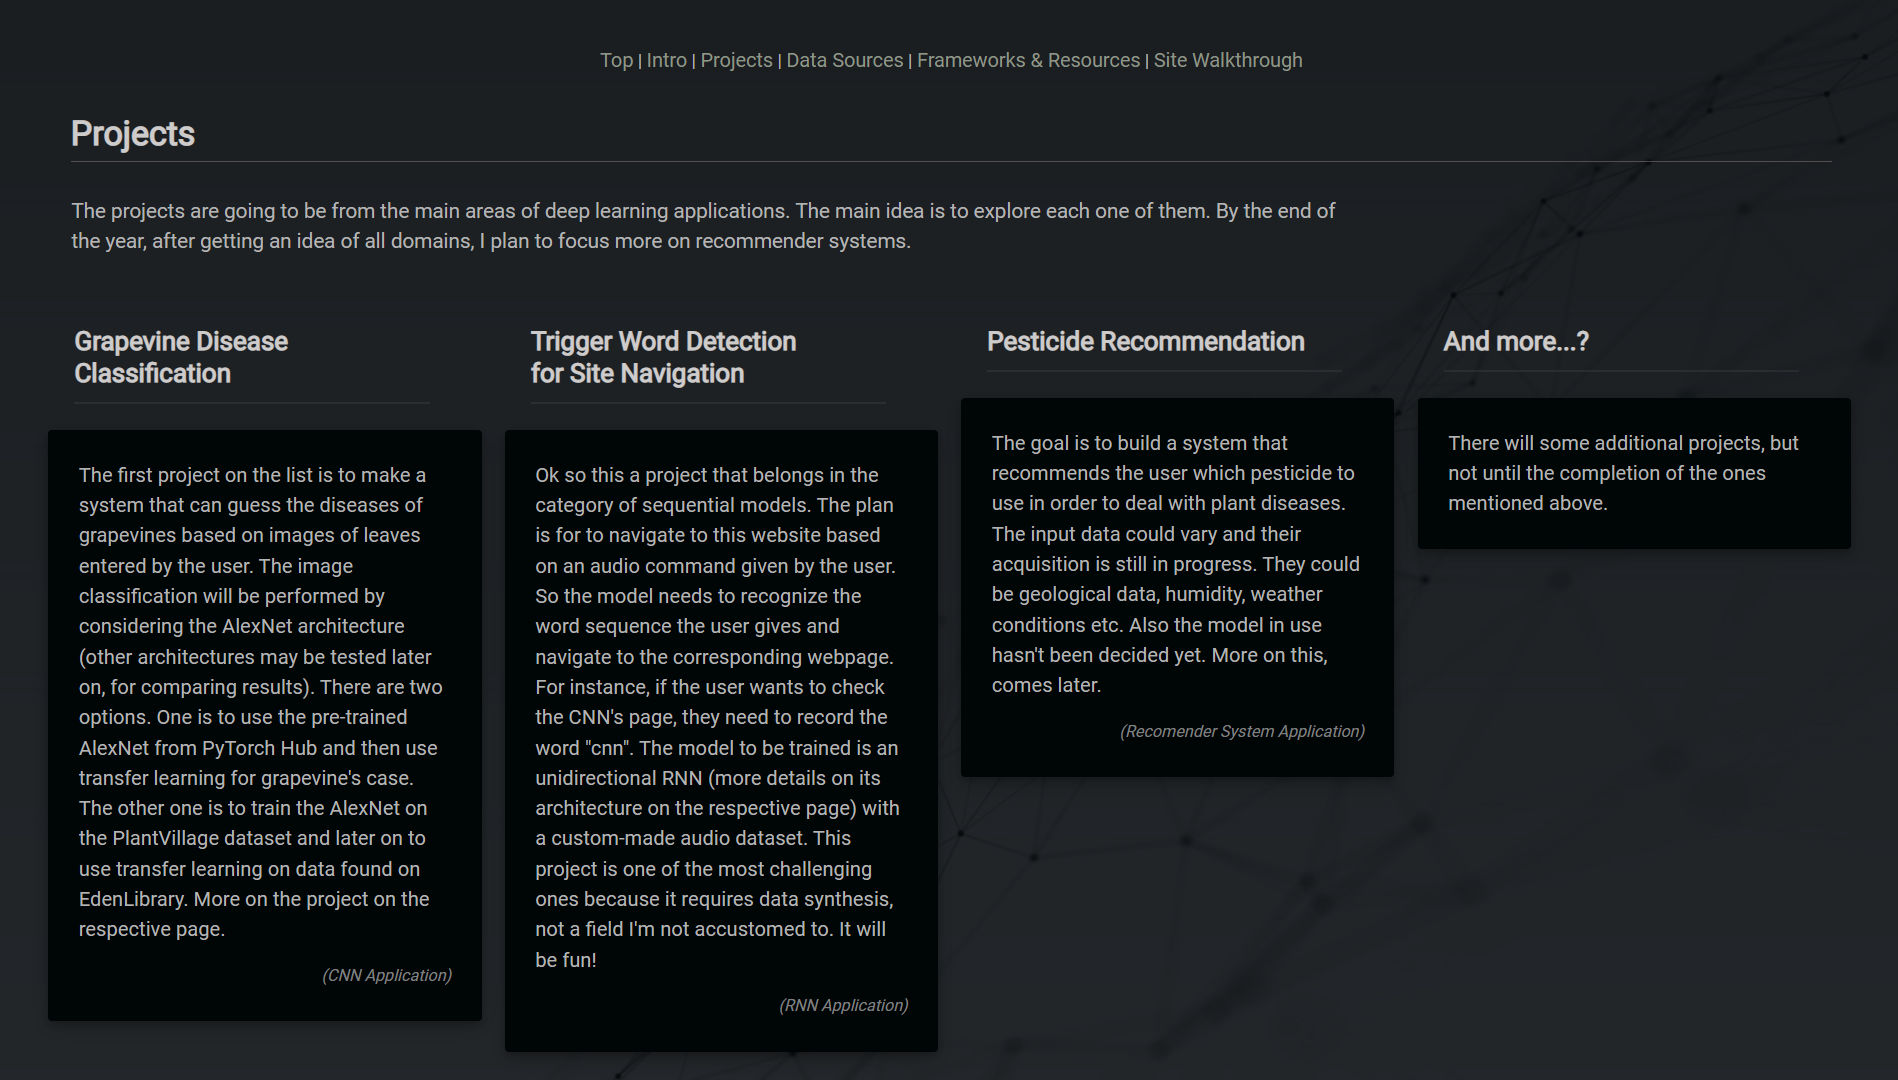 Top | Intro | Projects | Data Sources | Frameworks & Resources | Site Walkthrough
Projects
The projects are going to be from the main areas of deep learning applications. The main idea is to explore each one of them. By the end of
the year, after getting an idea of all domains, I plan to focus more on recommender systems.
Grapevine Disease
Classification
The first project on the list is to make a
system that can guess the diseases of
grapevines based on images of leaves
entered by the user. The image
classification will be performed by
considering the AlexNet architecture
(other architectures may be tested later
on, for comparing results). There are two
options. One is to use the pre-trained
AlexNet from PyTorch Hub and then use
transfer learning for grapevine's case.
The other one is to train the AlexNet on
the PlantVillage dataset and later on to
use transfer learning on data found on
EdenLibrary. More on the project on the
respective page.
(CNN Application)
Trigger Word Detection
for Site Navigation
Ok so this a project that belongs in the
category of sequential models. The plan
is for to navigate to this website based
on an audio command given by the user.
So the model needs to recognize the
word sequence the user gives and
navigate to the corresponding webpage.
For instance, if the user wants to check
the CNN's page, they need to record the
word "cnn". The model to be trained is an
unidirectional RNN (more details on its
architecture on the respective page) with
a custom-made audio dataset. This
project is one of the most challenging
ones because it requires data synthesis,
not a field I'm not accustomed to. It will
be fun!
(RNN Application)
Pesticide Recommendation
The goal is to build a system that
recommends the user which pesticide to
use in order to deal with plant diseases.
The input data could vary and their
acquisition is still in progress. They could
be geological data, humidity, weather
conditions etc. Also the model in use
hasn't been decided yet. More on this,
comes later.
(Recomender System Application)
And more...?
There will some additional projects, but
not until the completion of the ones
mentioned above.